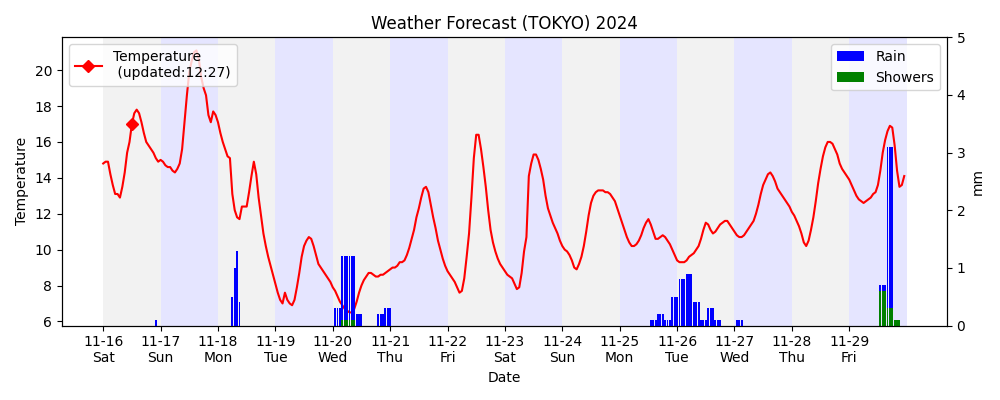 Weather Forecast (TOKYO) 2024
Temperature
(updated:12:27)
Rain
Showers
Temperature
20
18
16
14
12
10
8
6
5
4
3
2
1
0
mm
11-16 11-17 11-18 11-19 11-20 11-21 11-22 11-23 11-24 11-25 11-26 11-27 11-28 11-29
Sat Sun Mon Tue Wed Thu Fri Sat Sun Mon Tue Wed Thu Fri
Date